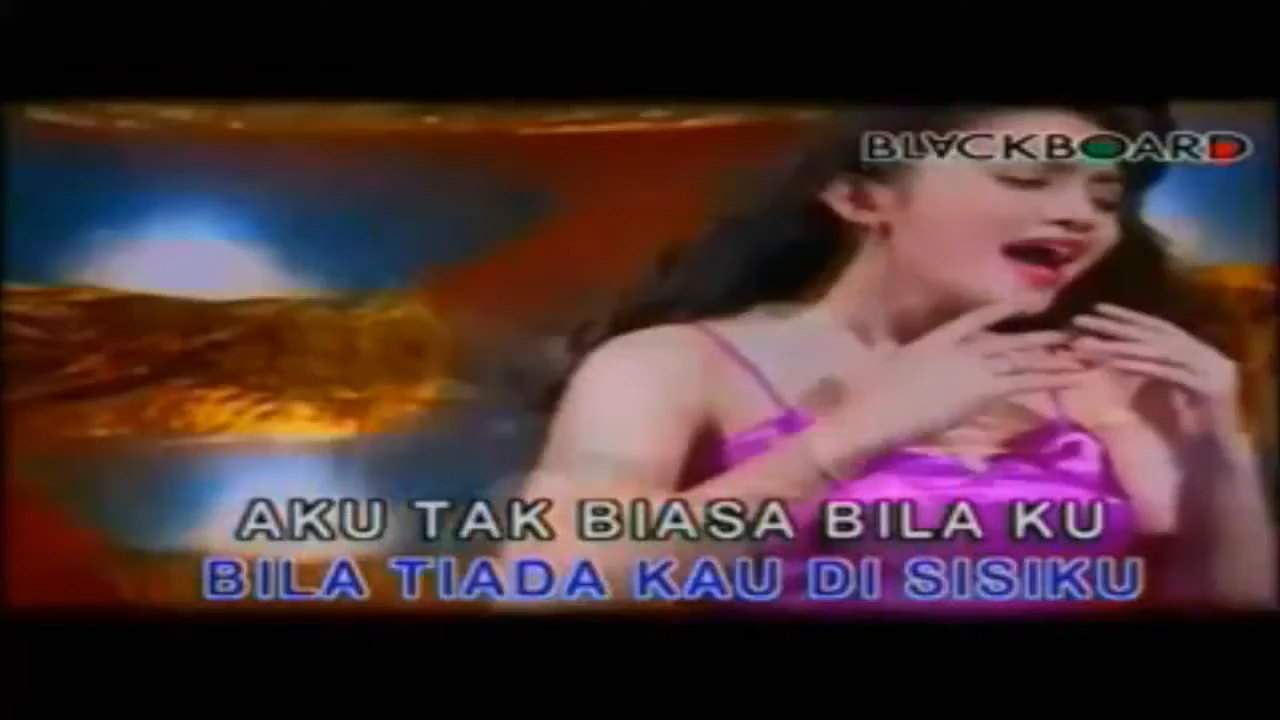 BLACKBOARD
AKU TAK BIASA BILA KU
BILA TIADA KAU DI SISIKU